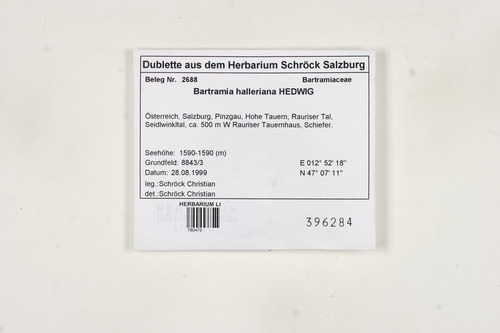 Dublette aus dem Herbarium Schröck Salzburg
Beleg Nr. 2688 Bartramiaceae
Bartramia halleriana HEDWIG
Österreich, Salzburg, Pinzgau, Hohe Tauern, Rauriser Tal,
Seidlwinkltal, ca. 500 m W Rauriser Tauernhaus, Schiefer.
Seehöhe: 1590-1590 (m)
Grundfeld: 8843/3 E 012° 52' 18"
Datum: 28.08.1999 N 47° 07' 11"
leg.:Schröck Christian
det.:Schröck Christian
HERBARIUM LI
760476
396284